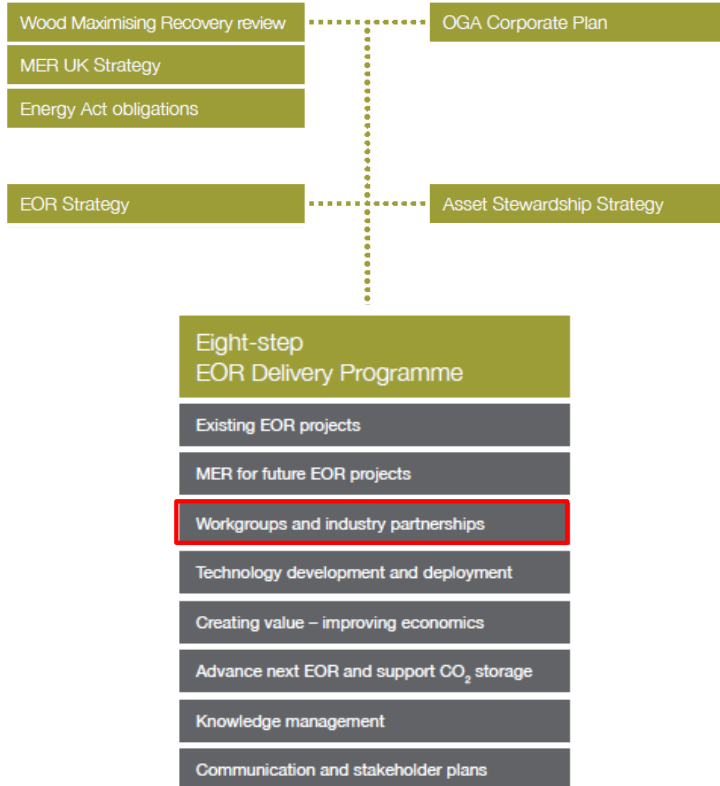 Wood Maximising Recovery review
OGA Corporate Plan
MER UK Strategy
Energy Act obligations
EOR Strategy
Asset Stewardship Strategy
Eight-step
EOR Delivery Programme
Existing EOR projects
MER for future EOR projects
Workgroups and industry partnerships
Technology development and deployment
Creating value – improving economics
Advance next EOR and support CO₂ storage
Knowledge management
Communication and stakeholder plans